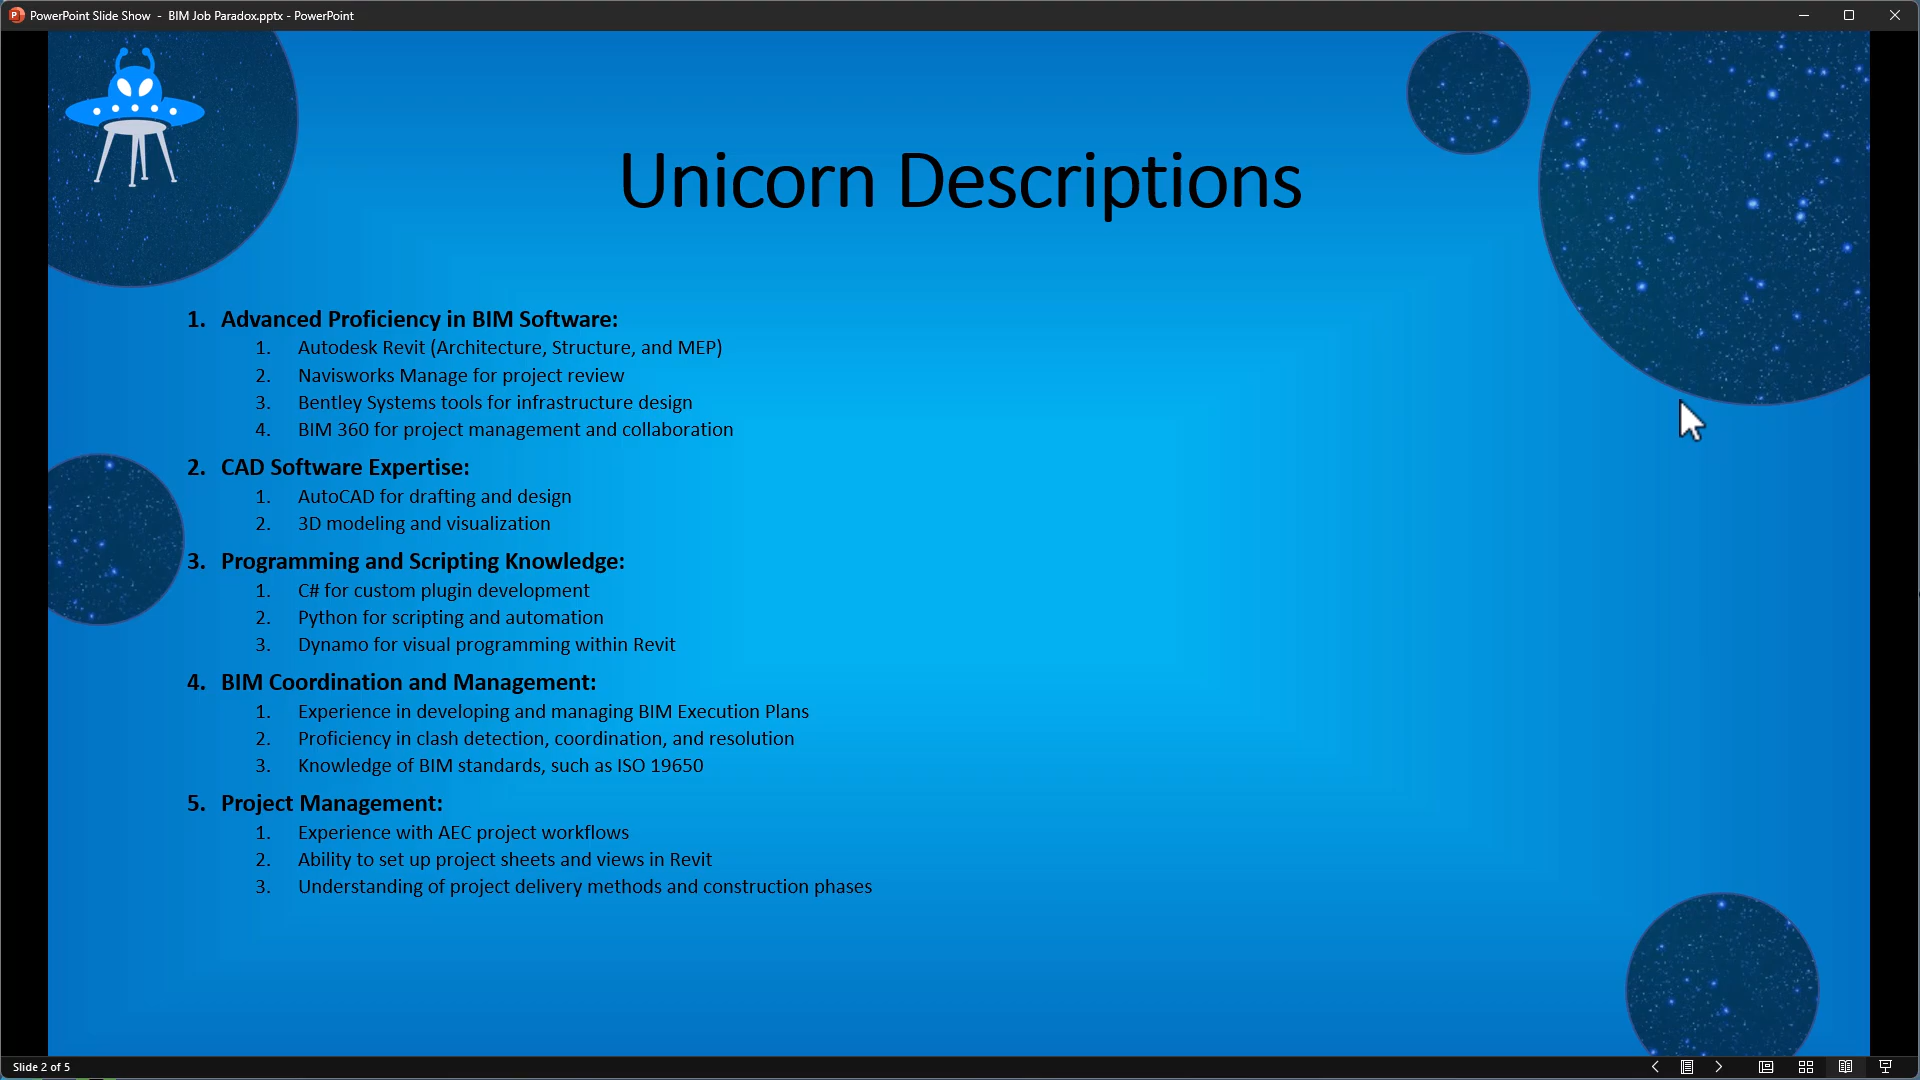 PowerPoint Slide Show - BIM Job Paradox.pptx - PowerPoint
Unicorn Descriptions
1. Advanced Proficiency in BIM Software:
1. Autodesk Revit (Architecture, Structure, and MEP)
2. Navisworks Manage for project review
3. Bentley Systems tools for infrastructure design
4. BIM 360 for project management and collaboration
2. CAD Software Expertise:
1. AutoCAD for drafting and design
2. 3D modeling and visualization
3. Programming and Scripting Knowledge:
1. C# for custom plugin development
2. Python for scripting and automation
3. Dynamo for visual programming within Revit
4. BIM Coordination and Management:
1. Experience in developing and managing BIM Execution Plans
2. Proficiency in clash detection, coordination, and resolution
3. Knowledge of BIM standards, such as ISO 19650
5. Project Management:
1. Experience with AEC project workflows
2. Ability to set up project sheets and views in Revit
3. Understanding of project delivery methods and construction phases
Slide 2 of 5